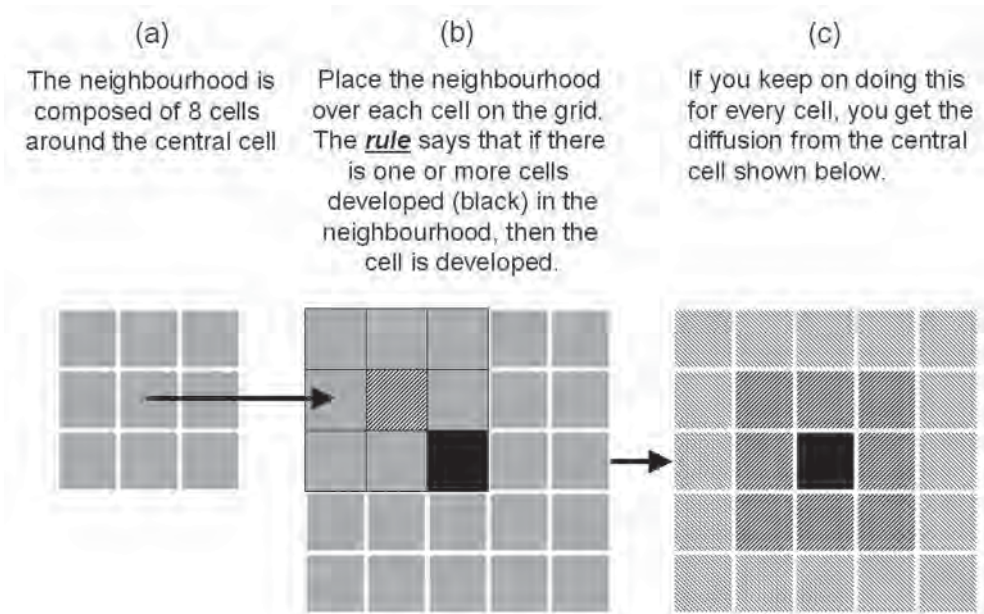 (a)
The neighbourhood is
composed of 8 cells
around the central cell
(b)
Place the neighbourhood
over each cell on the grid.
The rule says that if there
is one or more cells
developed (black) in the
neighbourhood, then the
cell is developed.
(c)
If you keep on doing this
for every cell, you get the
diffusion from the central
cell shown below.